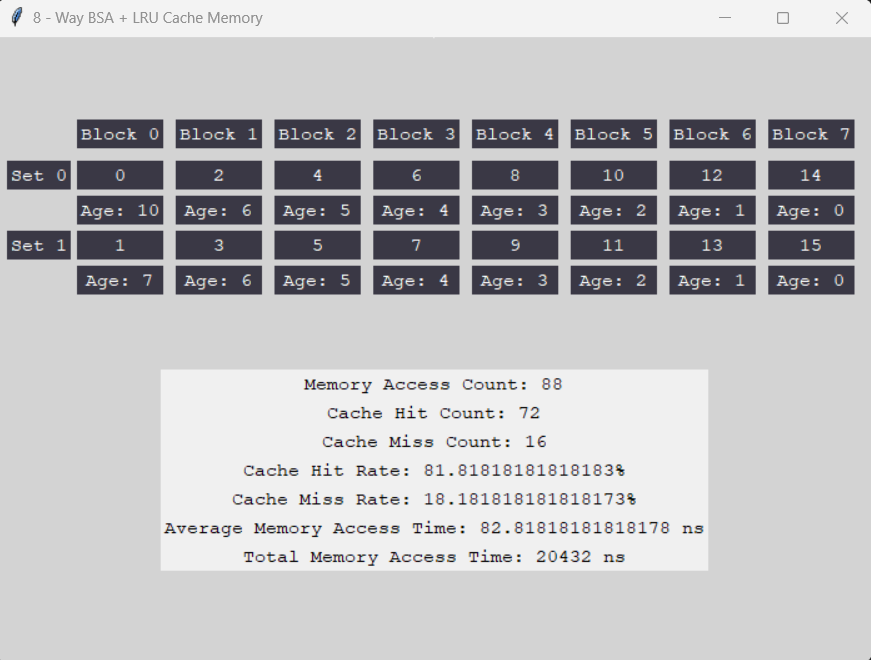 8 - Way BSA + LRU Cache Memory
Block 0 Block 1 Block 2 Block 3 Block 4 Block 5 Block 6 Block 7
Set 0 0 2 4 6 8 10 12 14
Age: 10 Age: 6 Age: 5 Age: 4 Age: 3 Age: 2 Age: 1 Age: 0
Set 1 1 3 5 7 9 11 13 15
Age: 7 Age: 6 Age: 5 Age: 4 Age: 3 Age: 2 Age: 1 Age: 0
Memory Access Count: 88
Cache Hit Count: 72
Cache Miss Count: 16
Cache Hit Rate: 81.81818181818183%
Cache Miss Rate: 18.181818181818173%
Average Memory Access Time: 82.81818181818178 ns
Total Memory Access Time: 20432 ns